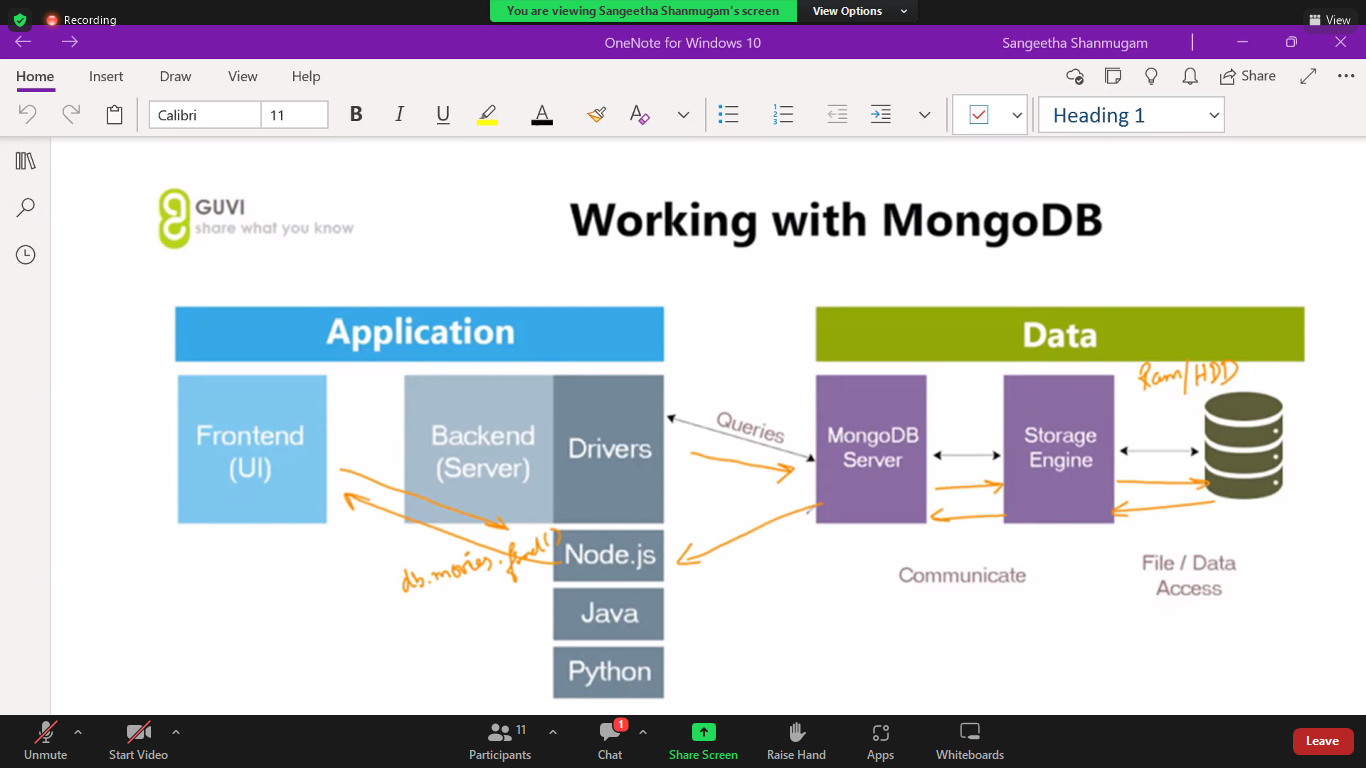 Recording
You are viewing Sangeetha Shanmugam's screen
View Options
View
OneNote for Windows 10
Sangeetha Shanmugam
Home
Insert
Draw
View
Help
Share
Calibri
11
B
I
U
A
A
Heading 1
GUVI
share what you know
Working with MongoDB
Application
Data
Ram/HDD
Frontend
(UI)
Backend
(Server)
Drivers
Queries
MongoDB
Server
Storage
Engine
db.movies.find()
Node.js
Java
Python
Communicate
File / Data
Access
Unmute
Start Video
Participants
11
Chat
1
Share Screen
Raise Hand
Apps
Whiteboards
Leave